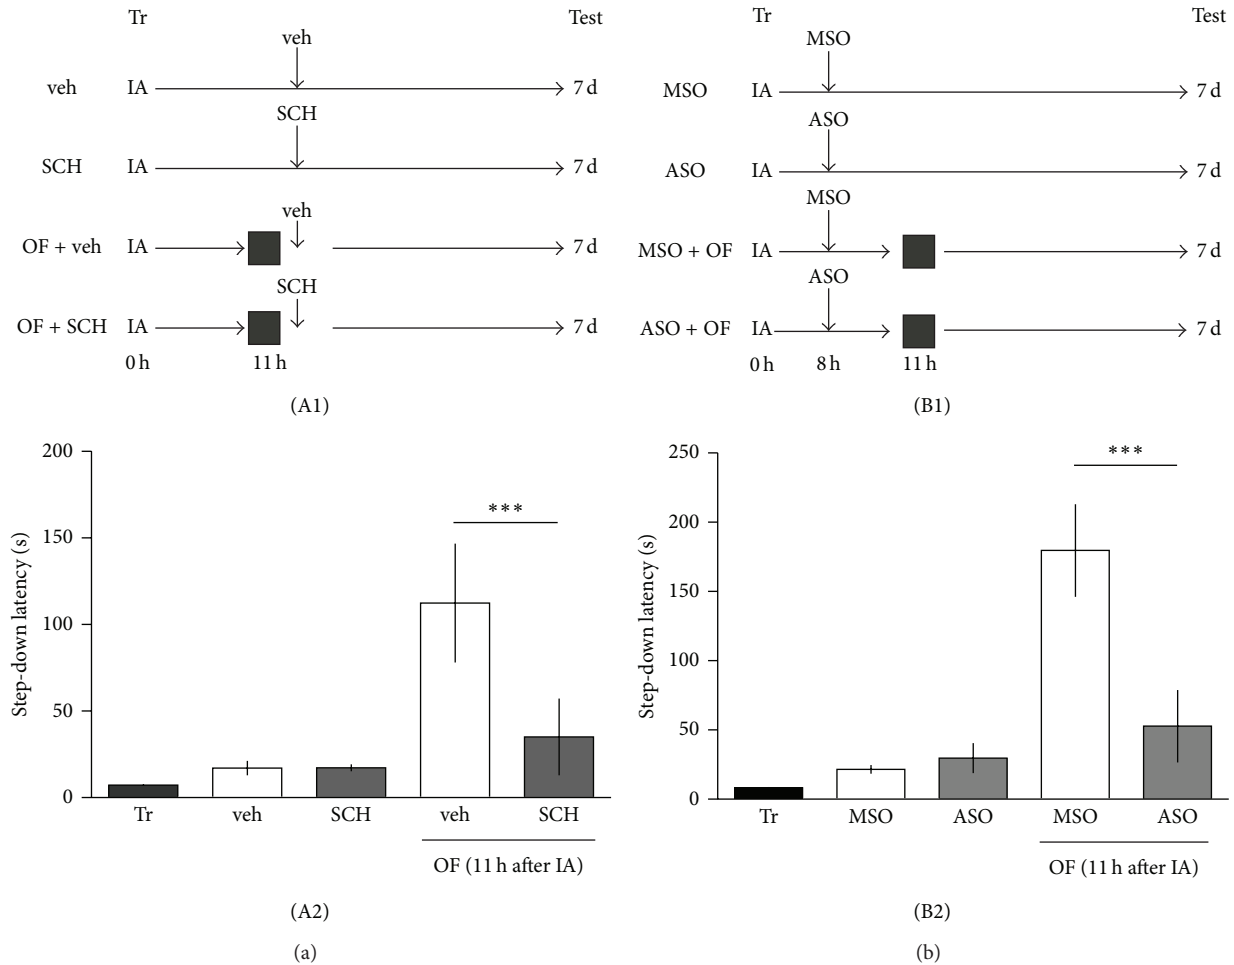 Tr Test
veh
veh IA 7 d
SCH
SCH IA 7 d
veh
OF + veh IA 7 d
SCH
OF + SCH IA 7 d
0 h 11 h
(A1)
Tr Test
MSO
MSO IA 7 d
ASO
ASO IA 7 d
MSO
MSO + OF IA 7 d
ASO
ASO + OF IA 7 d
0 h 8 h 11 h
(B1)
Step-down latency (s)
200
150
100
50
0
***
Tr veh SCH veh SCH
OF (11 h after IA)
(A2)
(a)
Step-down latency (s)
250
200
150
100
50
0
***
Tr MSO ASO MSO ASO
OF (11 h after IA)
(B2)
(b)